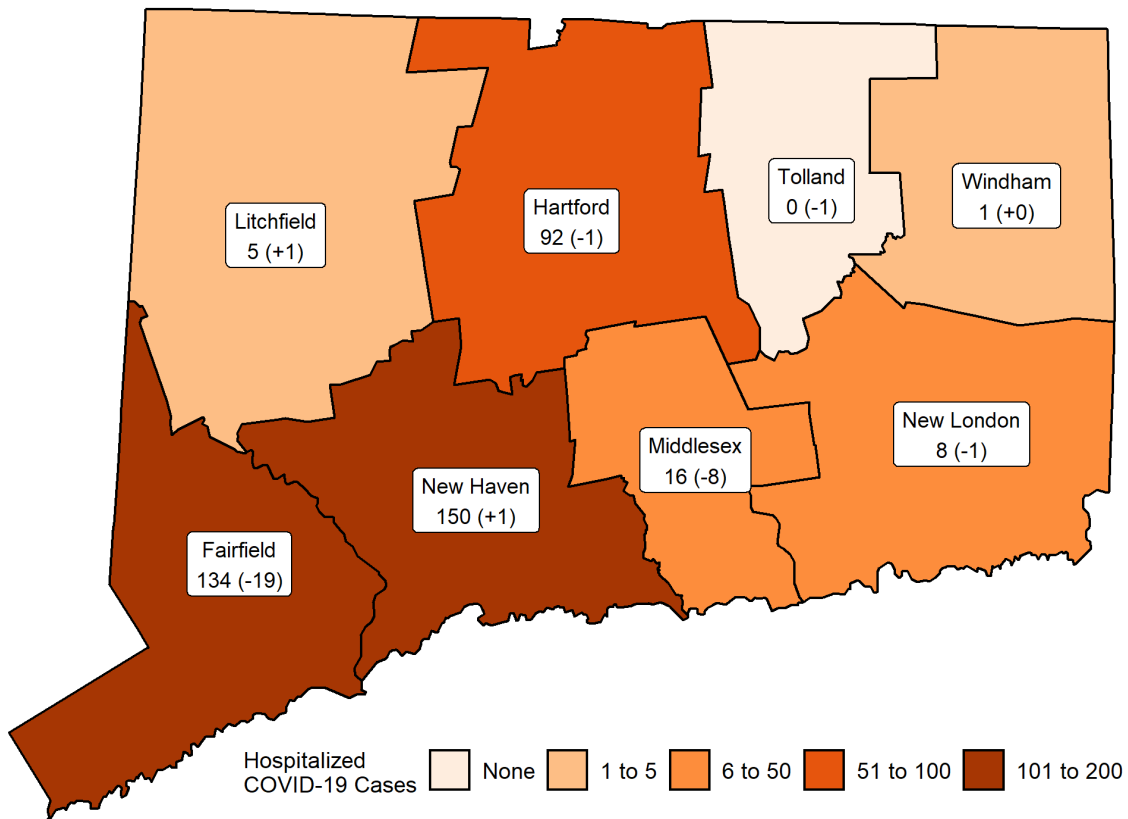 Tolland
0 (-1)
Windham
1 (+0)
Litchfield
5 (+1)
Hartford
92 (-1)
New London
8 (-1)
Middlesex
16 (-8)
New Haven
150 (+1)
Fairfield
134 (-19)
Hospitalized
COVID-19 Cases
None
1 to 5
6 to 50
51 to 100
101 to 200